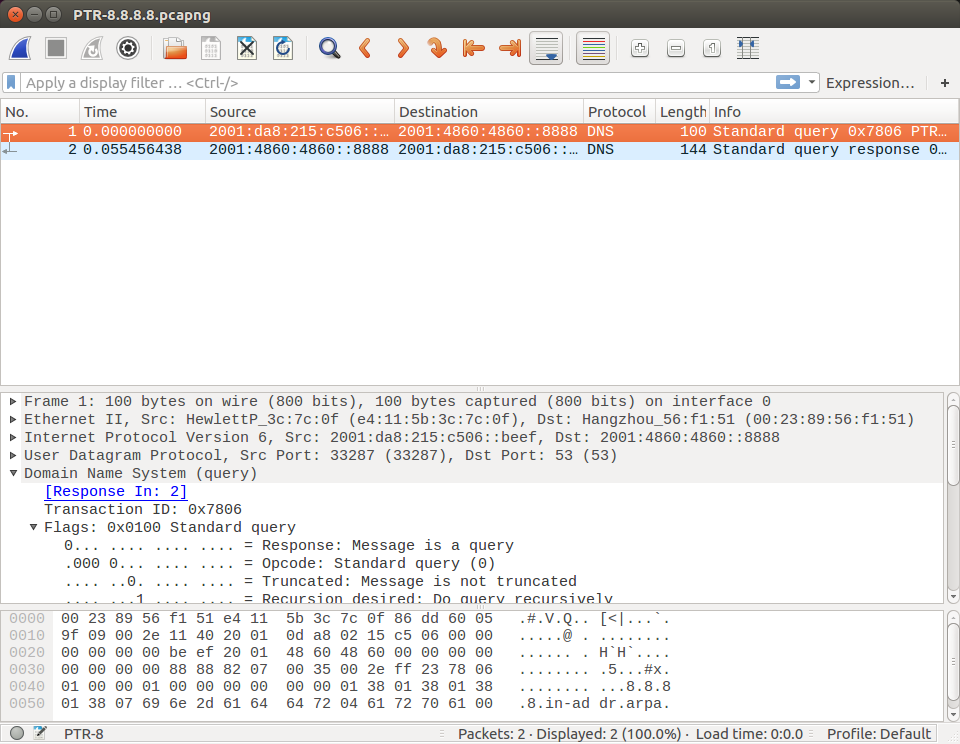 PTR-8.8.8.8.pcapng
Apply a display filter ... <Ctrl-/> Expression... +
No. Time Source Destination Protocol Length Info
1 0.000000000 2001:da8:215:c506::... 2001:4860:4860::8888 DNS 100 Standard query 0x7806 PTR...
2 0.055456438 2001:4860:4860::8888 2001:da8:215:c506::... DNS 144 Standard query response 0...
Frame 1: 100 bytes on wire (800 bits), 100 bytes captured (800 bits) on interface 0
Ethernet II, Src: HewlettP_3c:7c:0f (e4:11:5b:3c:7c:0f), Dst: Hangzhou_56:f1:51 (00:23:89:56:f1:51)
Internet Protocol Version 6, Src: 2001:da8:215:c506::beef, Dst: 2001:4860:4860::8888
User Datagram Protocol, Src Port: 33287 (33287), Dst Port: 53 (53)
Domain Name System (query)
[Response In: 2]
Transaction ID: 0x7806
Flags: 0x0100 Standard query
0... .... .... .... = Response: Message is a query
.000 0... .... .... = Opcode: Standard query (0)
.... ..0. .... .... = Truncated: Message is not truncated
.... ...1 .... .... = Recursion desired: Do query recursively
0000 00 23 89 56 f1 51 e4 11 5b 3c 7c 0f 86 dd 60 05 .#.V.Q.. [<|...`.
0010 9f 09 00 2e 11 40 20 01 0d a8 02 15 c5 06 00 00 .....@ . ........
0020 00 00 00 00 be ef 20 01 48 60 48 60 00 00 00 00 ...... . H`H`....
0030 00 00 00 00 88 88 82 07 00 35 00 2e ff 23 78 06 ........ .5...#x.
0040 01 00 00 01 00 00 00 00 00 00 01 38 01 38 01 38 ........ ...8.8.8
0050 01 38 07 69 6e 2d 61 64 64 72 04 61 72 70 61 00 .8.in-ad dr.arpa.
PTR-8 Packets: 2 · Displayed: 2 (100.0%) · Load time: 0:0.0 Profile: Default